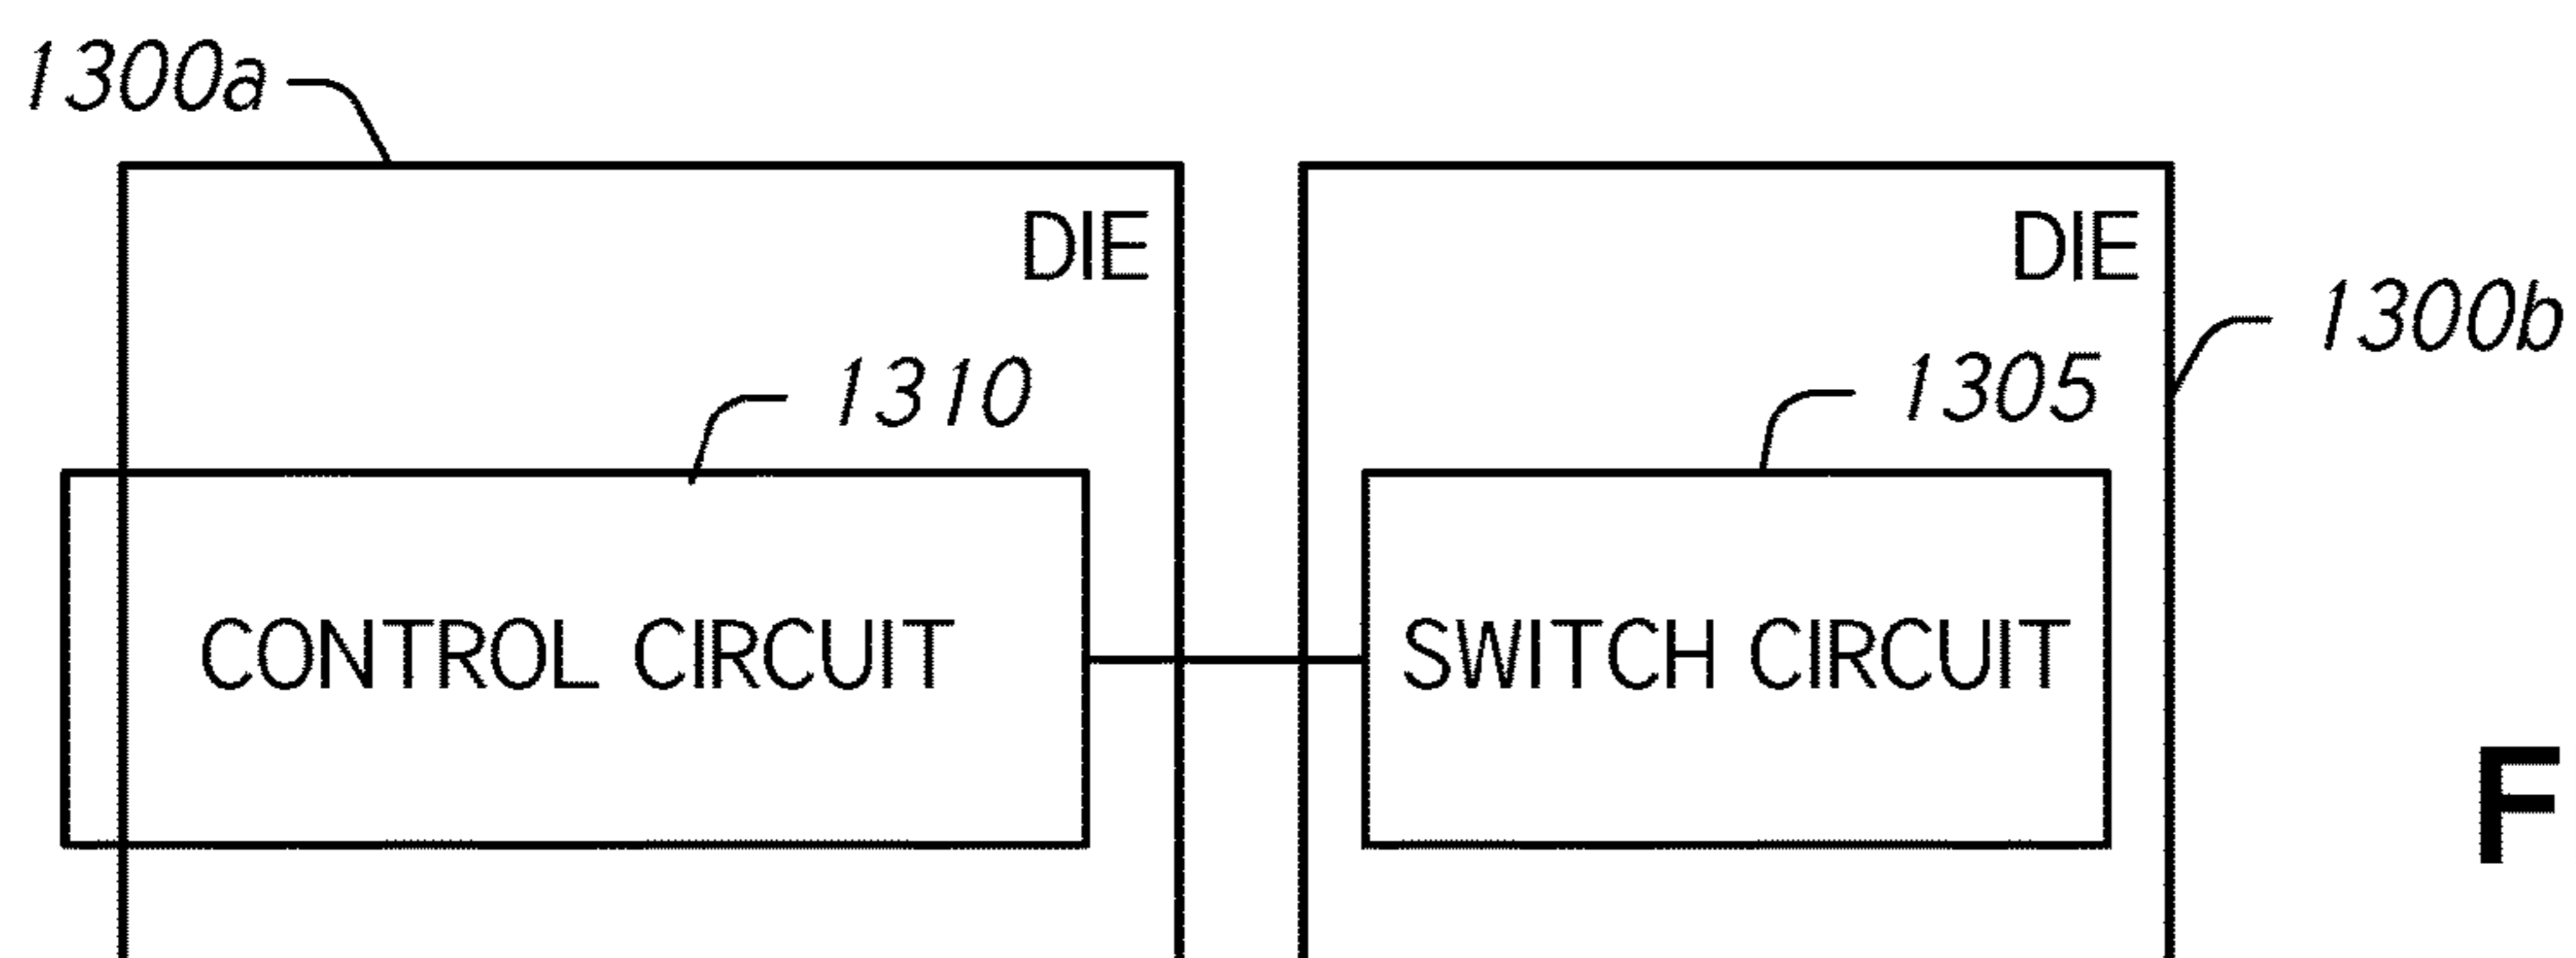 1300a
DIE
DIE
1300b
1310
1305
CONTROL CIRCUIT
SWITCH CIRCUIT
F